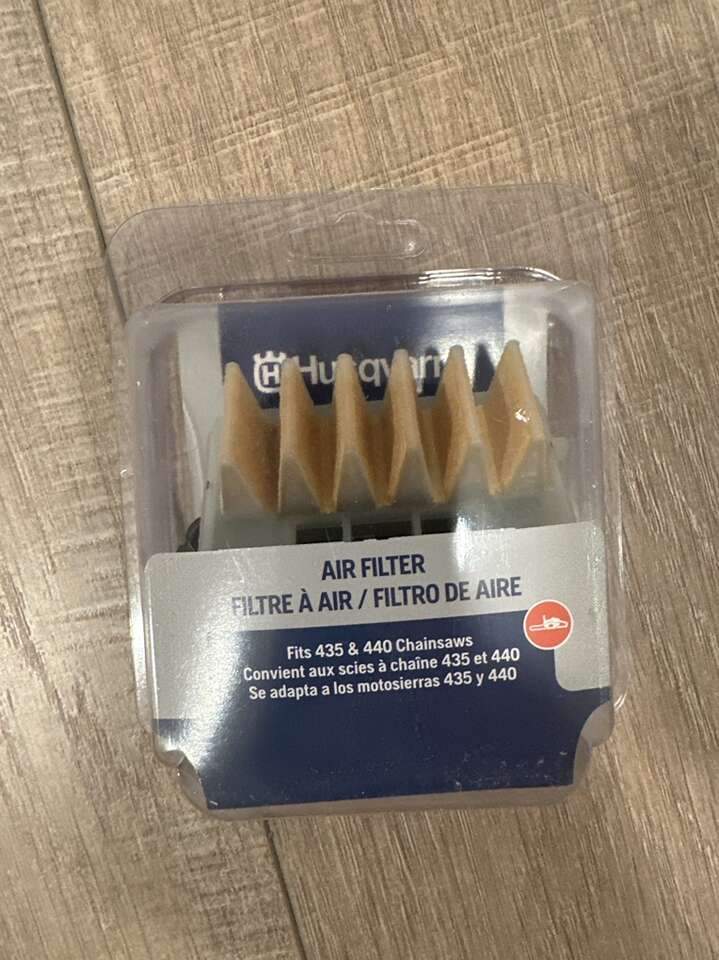 Husqvarna
AIR FILTER
FILTRE À AIR / FILTRO DE AIRE
Fits 435 & 440 Chainsaws
Convient aux scies à chaîne 435 et 440
Se adapta a los motosierras 435 y 440